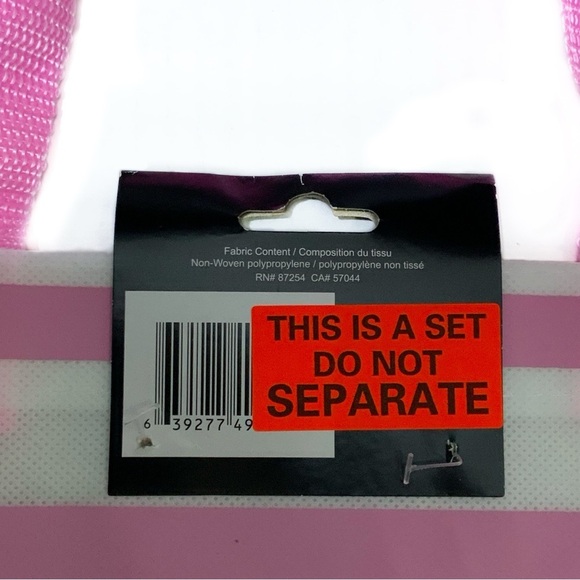 Fabric Content / Composition du tissu
Non-Woven polypropylene / polypropylène non tissé
RN# 87254 CA# 57044
THIS IS A SET
DO NOT
SEPARATE
6 39277 49